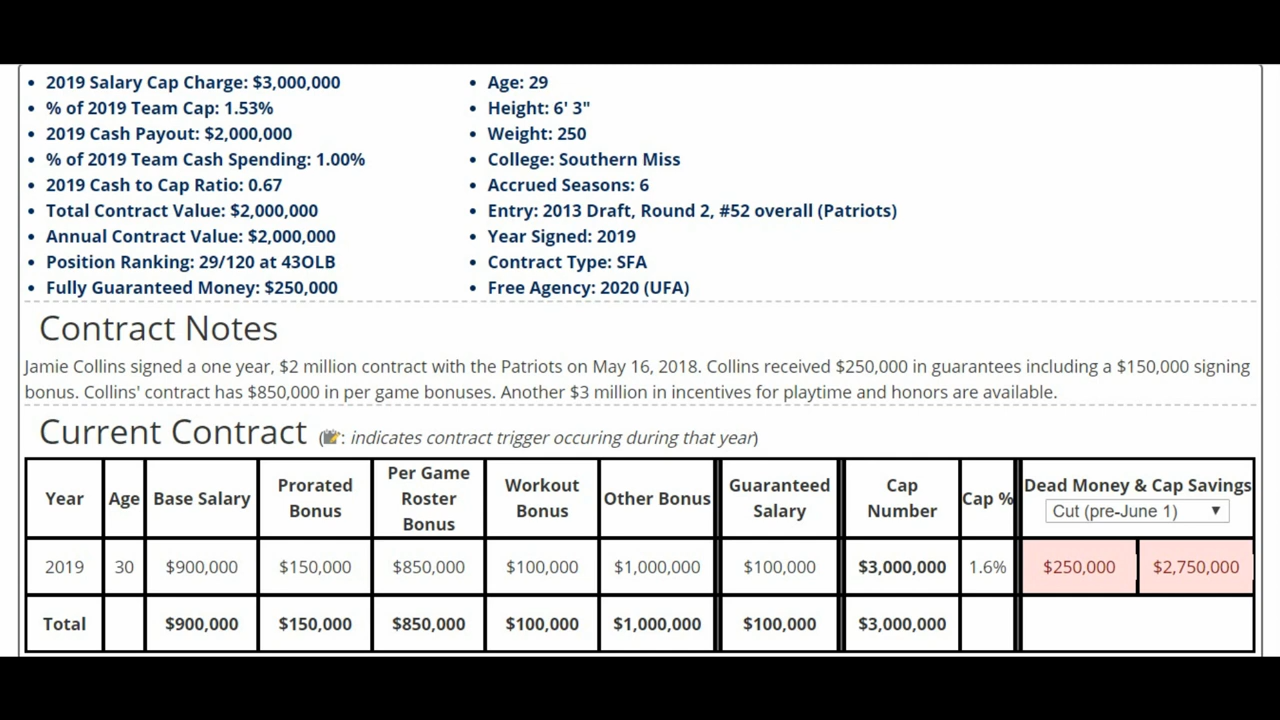 2019 Salary Cap Charge: $3,000,000
% of 2019 Team Cap: 1.53%
2019 Cash Payout: $2,000,000
% of 2019 Team Cash Spending: 1.00%
2019 Cash to Cap Ratio: 0.67
Total Contract Value: $2,000,000
Annual Contract Value: $2,000,000
Position Ranking: 29/120 at 43OLB
Fully Guaranteed Money: $250,000
Age: 29
Height: 6' 3"
Weight: 250
College: Southern Miss
Accrued Seasons: 6
Entry: 2013 Draft, Round 2, #52 overall (Patriots)
Year Signed: 2019
Contract Type: SFA
Free Agency: 2020 (UFA)
Contract Notes
Jamie Collins signed a one year, $2 million contract with the Patriots on May 16, 2018. Collins received $250,000 in guarantees including a $150,000 signing
bonus. Collins' contract has $850,000 in per game bonuses. Another $3 million in incentives for playtime and honors are available.
Current Contract (: indicates contract trigger occuring during that year)
Year Age Base Salary Prorated Bonus Per Game Roster Bonus Workout Bonus Other Bonus Guaranteed Salary Cap Number Cap % Dead Money & Cap Savings
Cut (pre-June 1)
2019 30 $900,000 $150,000 $850,000 $100,000 $1,000,000 $100,000 $3,000,000 1.6% $250,000 $2,750,000
Total $900,000 $150,000 $850,000 $100,000 $1,000,000 $100,000 $3,000,000